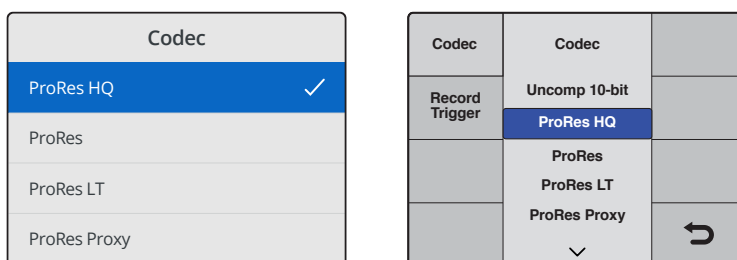 Codec
ProRes HQ
ProRes
ProRes LT
ProRes Proxy
Codec
Record
Trigger
Codec
Uncomp 10-bit
ProRes HQ
ProRes
ProRes LT
ProRes Proxy